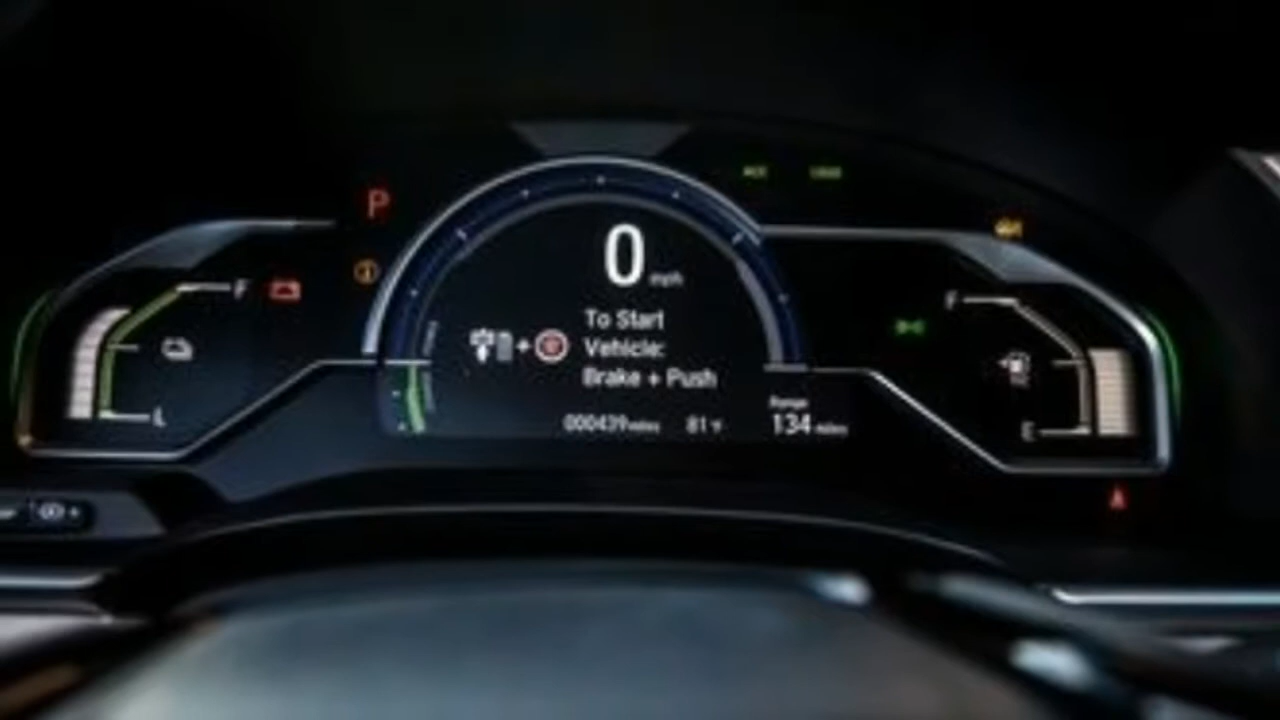 P
0 mph
F
F
To Start
Vehicle:
Brake + Push
L
E
Range
000439 miles 81°F 134 miles